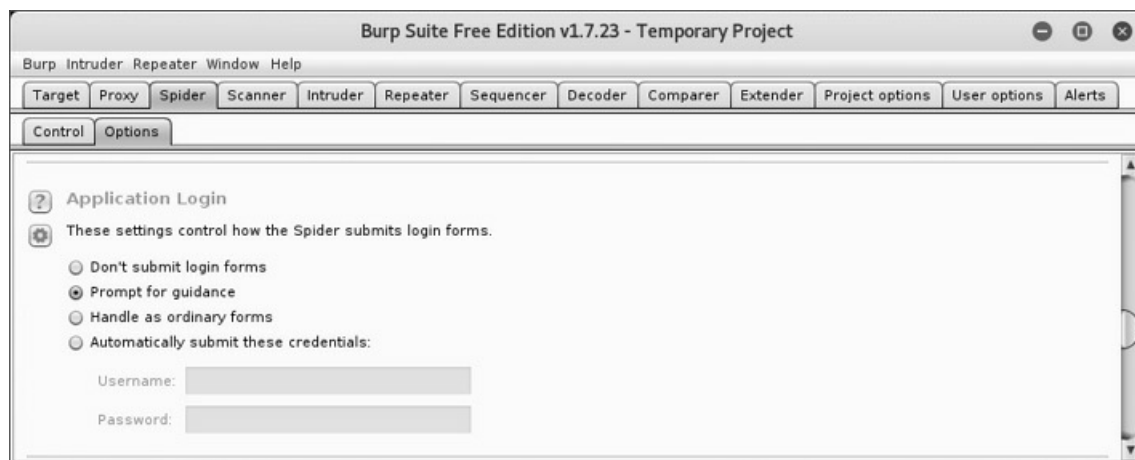 Burp Suite Free Edition v1.7.23 - Temporary Project
Burp Intruder Repeater Window Help
Target Proxy Spider Scanner Intruder Repeater Sequencer Decoder Comparer Extender Project options User options Alerts
Control Options
Application Login
These settings control how the Spider submits login forms.
Don't submit login forms
Prompt for guidance
Handle as ordinary forms
Automatically submit these credentials:
Username:
Password: